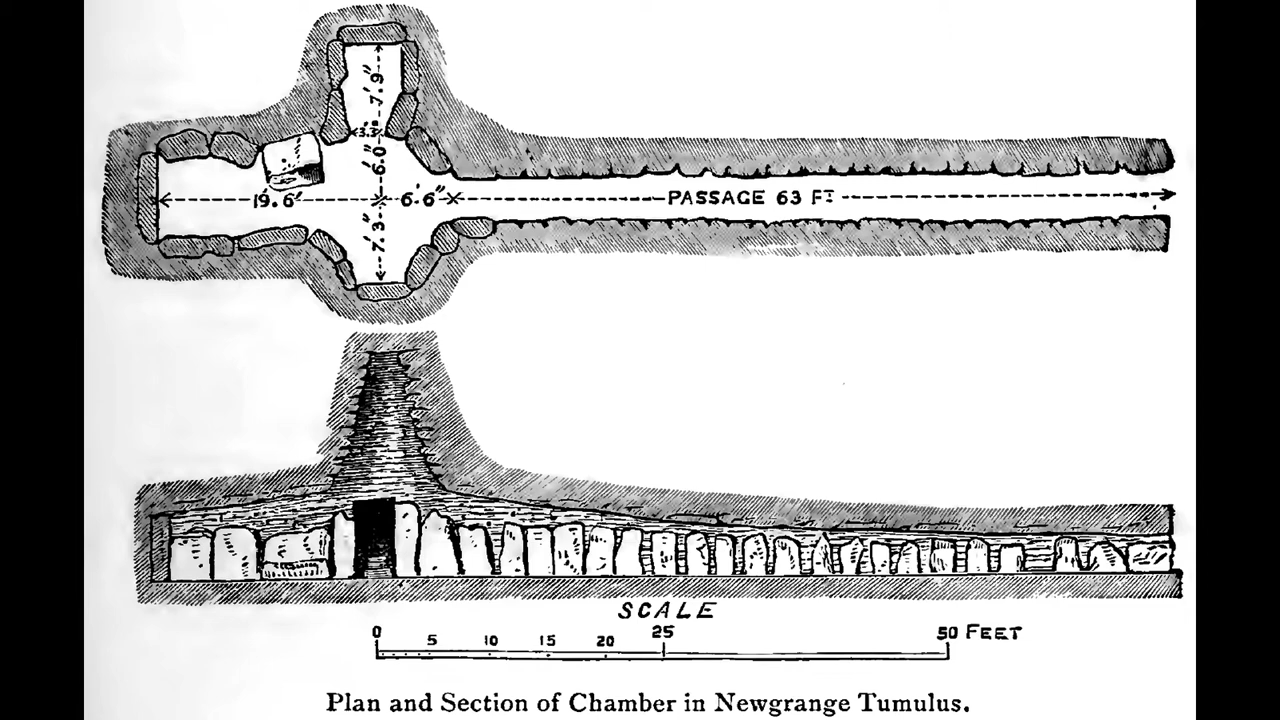 7'.9"
3.3"
6'.0"
19.6'
6'.6"
PASSAGE 63 FT
7'.3"
SCALE
0 5 10 15 20 25 50 FEET
Plan and Section of Chamber in Newgrange Tumulus.